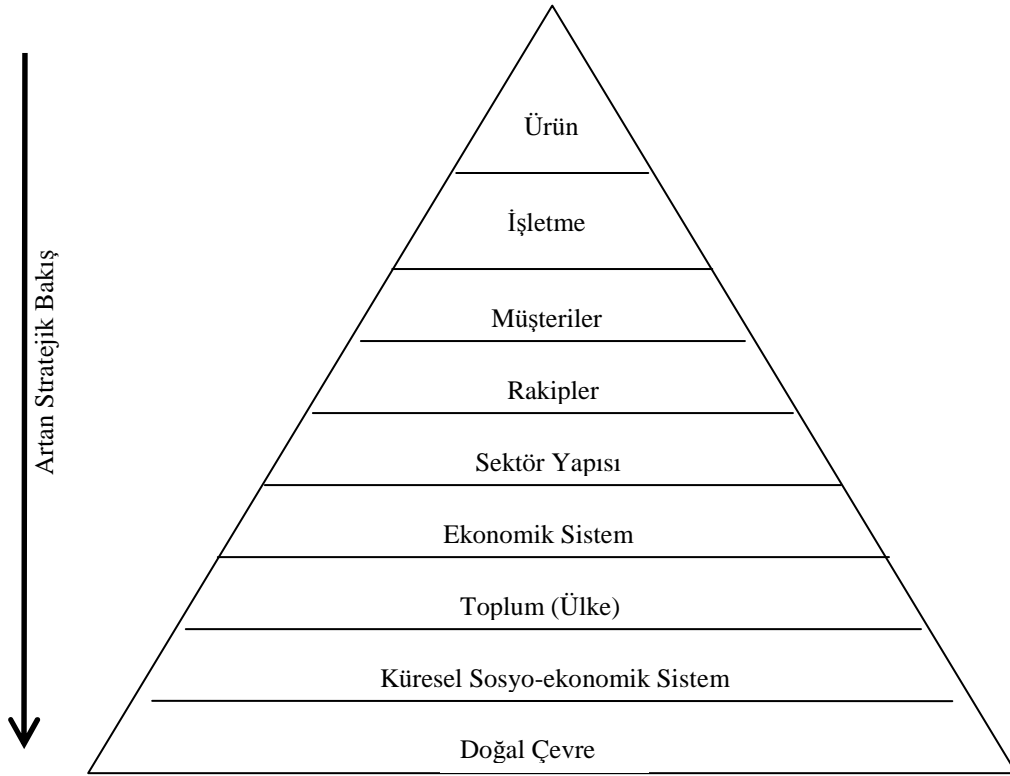 Ürün
İşletme
Müşteriler
Rakipler
Sektör Yapısı
Ekonomik Sistem
Toplum (Ülke)
Küresel Sosyo-ekonomik Sistem
Doğal Çevre
Artan Stratejik Bakış